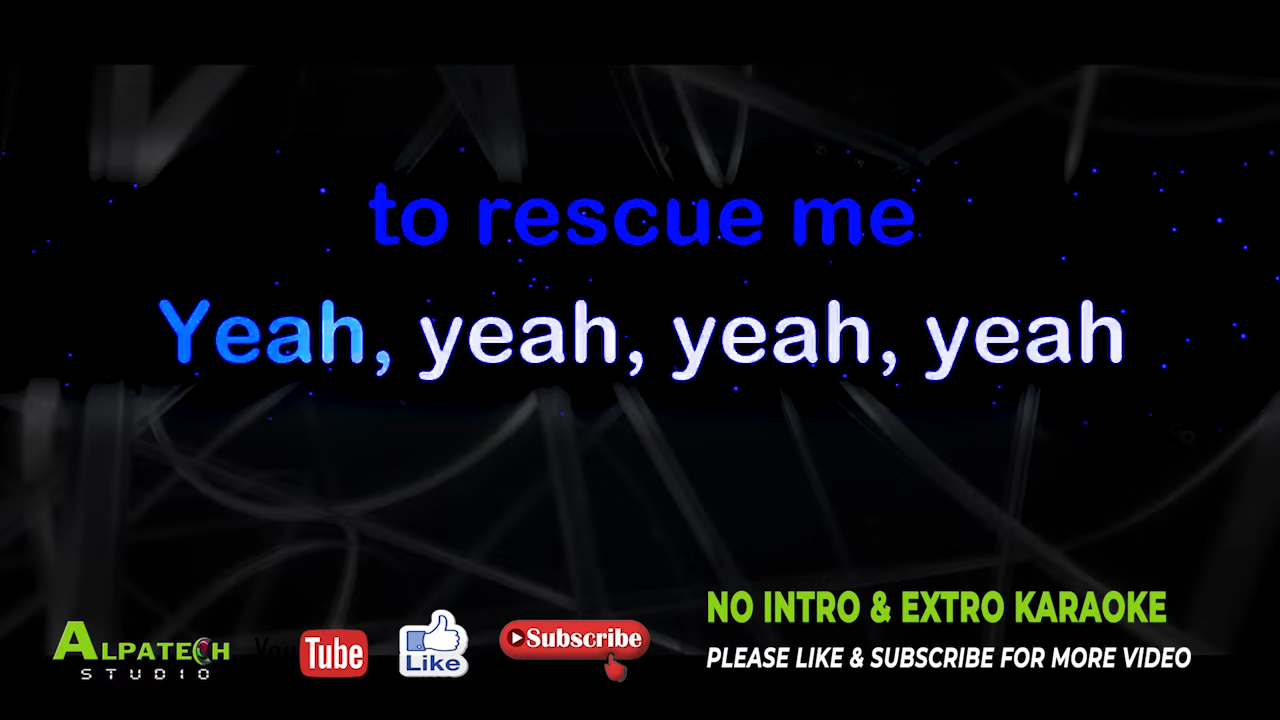 to rescue me
Yeah, yeah, yeah, yeah
NO INTRO & EXTRO KARAOKE
PLEASE LIKE & SUBSCRIBE FOR MORE VIDEO
ALPATECH
STUDIO
YouTube
Like
Subscribe